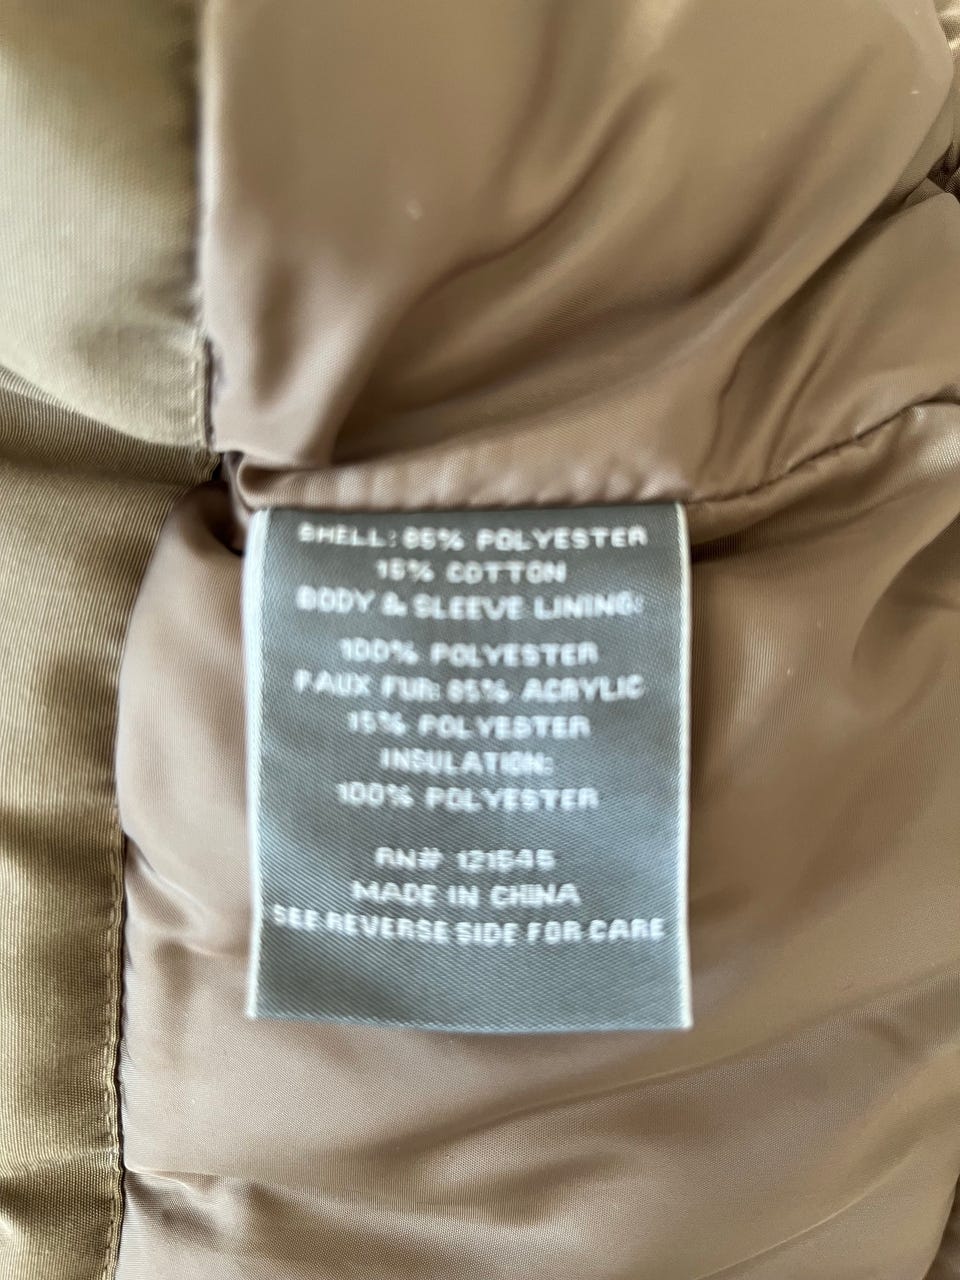 SHELL: 85% POLYESTER
15% COTTON
BODY & SLEEVE LINING:
100% POLYESTER
FAUX FUR: 85% ACRYLIC
15% POLYESTER
INSULATION:
100% POLYESTER
RN# 121545
MADE IN CHINA
SEE REVERSE SIDE FOR CARE